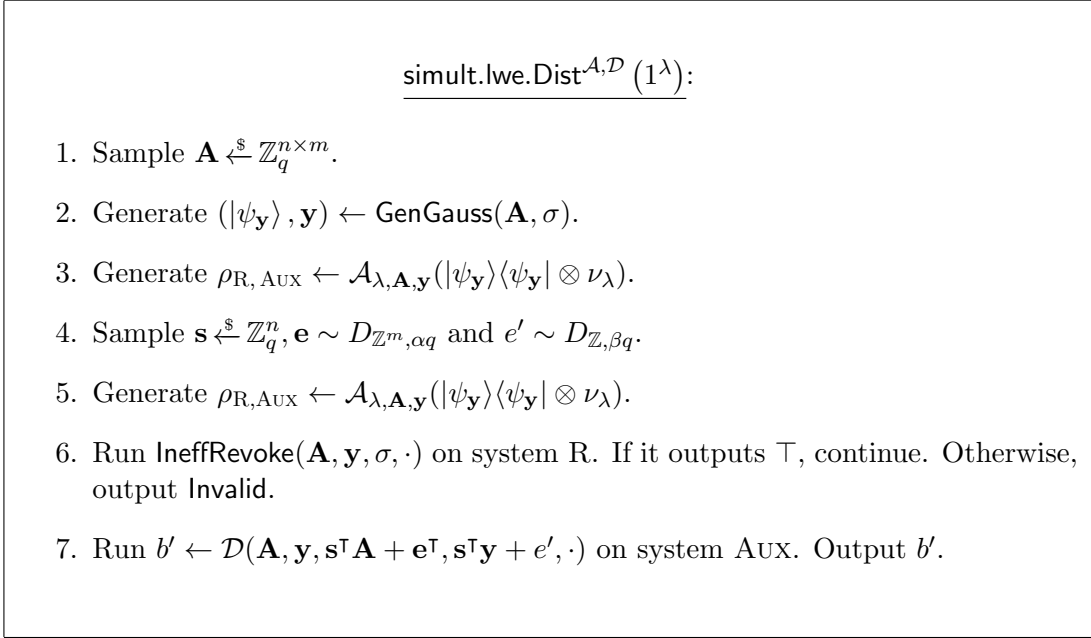 simult.lwe.Dist^{𝒜,𝒟} (1^λ):
1. Sample 𝐀 ←$ ℤ_q^{n×m}.
2. Generate (|ψ_𝐲⟩ , 𝐲) ← GenGauss(𝐀, σ).
3. Generate ρ_{R, AUX} ← 𝒜_{λ,𝐀,𝐲}(|ψ_𝐲⟩⟨ψ_𝐲| ⊗ ν_λ).
4. Sample 𝐬 ←$ ℤ_q^n, 𝐞 ∼ D_{ℤ^m,αq} and e′ ∼ D_{ℤ,βq}.
5. Generate ρ_{R,AUX} ← 𝒜_{λ,𝐀,𝐲}(|ψ_𝐲⟩⟨ψ_𝐲| ⊗ ν_λ).
6. Run IneffRevoke(𝐀, 𝐲, σ, ·) on system R. If it outputs ⊤, continue. Otherwise,
output Invalid.
7. Run b′ ← 𝒟(𝐀, 𝐲, 𝐬^⊺𝐀 + 𝐞^⊺, 𝐬^⊺𝐲 + e′, ·) on system AUX. Output b′.